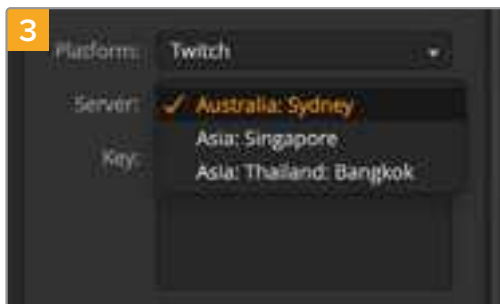 3
Platform: Twitch
Server: ✓ Australia: Sydney
Asia: Singapore
Key:
Asia: Thailand: Bangkok